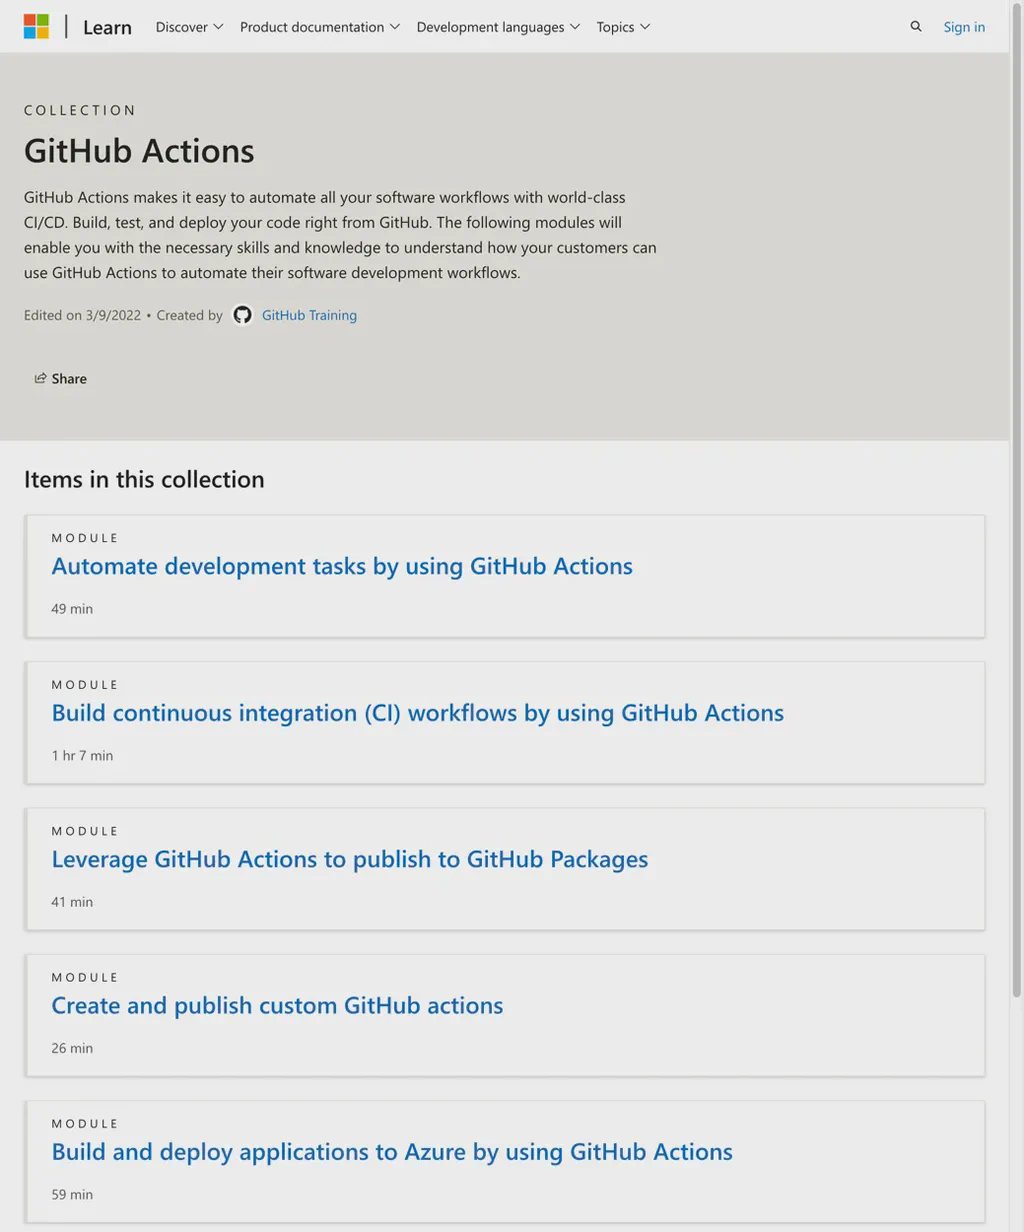 Learn Discover Product documentation Development languages Topics Sign in
COLLECTION
GitHub Actions
GitHub Actions makes it easy to automate all your software workflows with world-class
CI/CD. Build, test, and deploy your code right from GitHub. The following modules will
enable you with the necessary skills and knowledge to understand how your customers can
use GitHub Actions to automate their software development workflows.
Edited on 3/9/2022 • Created by GitHub Training
Share
Items in this collection
MODULE
Automate development tasks by using GitHub Actions
49 min
MODULE
Build continuous integration (CI) workflows by using GitHub Actions
1 hr 7 min
MODULE
Leverage GitHub Actions to publish to GitHub Packages
41 min
MODULE
Create and publish custom GitHub actions
26 min
MODULE
Build and deploy applications to Azure by using GitHub Actions
59 min